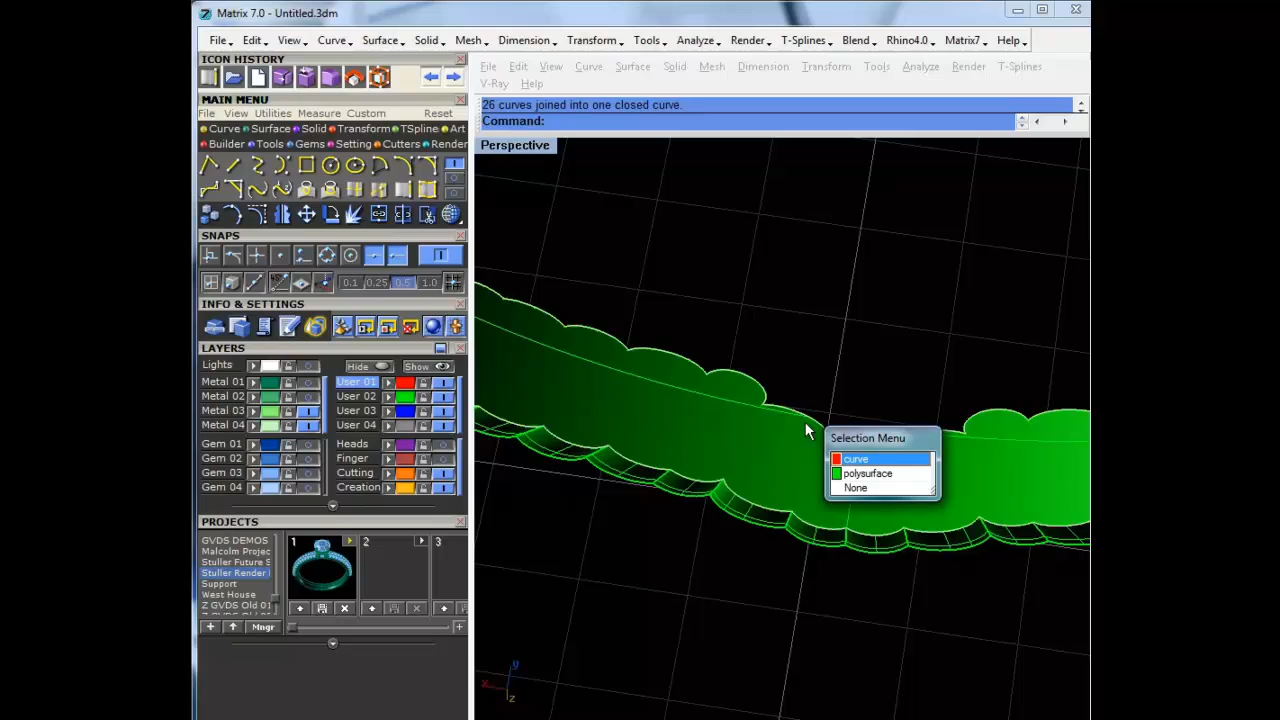 Matrix 7.0 - Untitled.3dm
File Edit View Curve Surface Solid Mesh Dimension Transform Tools Analyze Render T-Splines Blend Rhino4.0 Matrix7 Help
ICON HISTORY
MAIN MENU
File View Utilities Measure Custom Reset
Curve Surface Solid Transform TSpline Art
Builder Tools Gems Setting Cutters Render
SNAPS
0.1 0.25 0.5 1.0
INFO & SETTINGS
LAYERS
Lights Hide Show
Metal 01 User 01
Metal 02 User 02
Metal 03 User 03
Metal 04 User 04
Gem 01 Heads
Gem 02 Finger
Gem 03 Cutting
Gem 04 Creation
PROJECTS
GVDS DEMOS
Malcolm Projec
Stuller Future S
Stuller Render
Support
West House
Z GVDS Old 01
1 2 3
Mngr
File Edit View Curve Surface Solid Mesh Dimension Transform Tools Analyze Render T-Splines
V-Ray Help
26 curves joined into one closed curve.
Command:
Perspective
Selection Menu
curve
polysurface
None
y
x
z